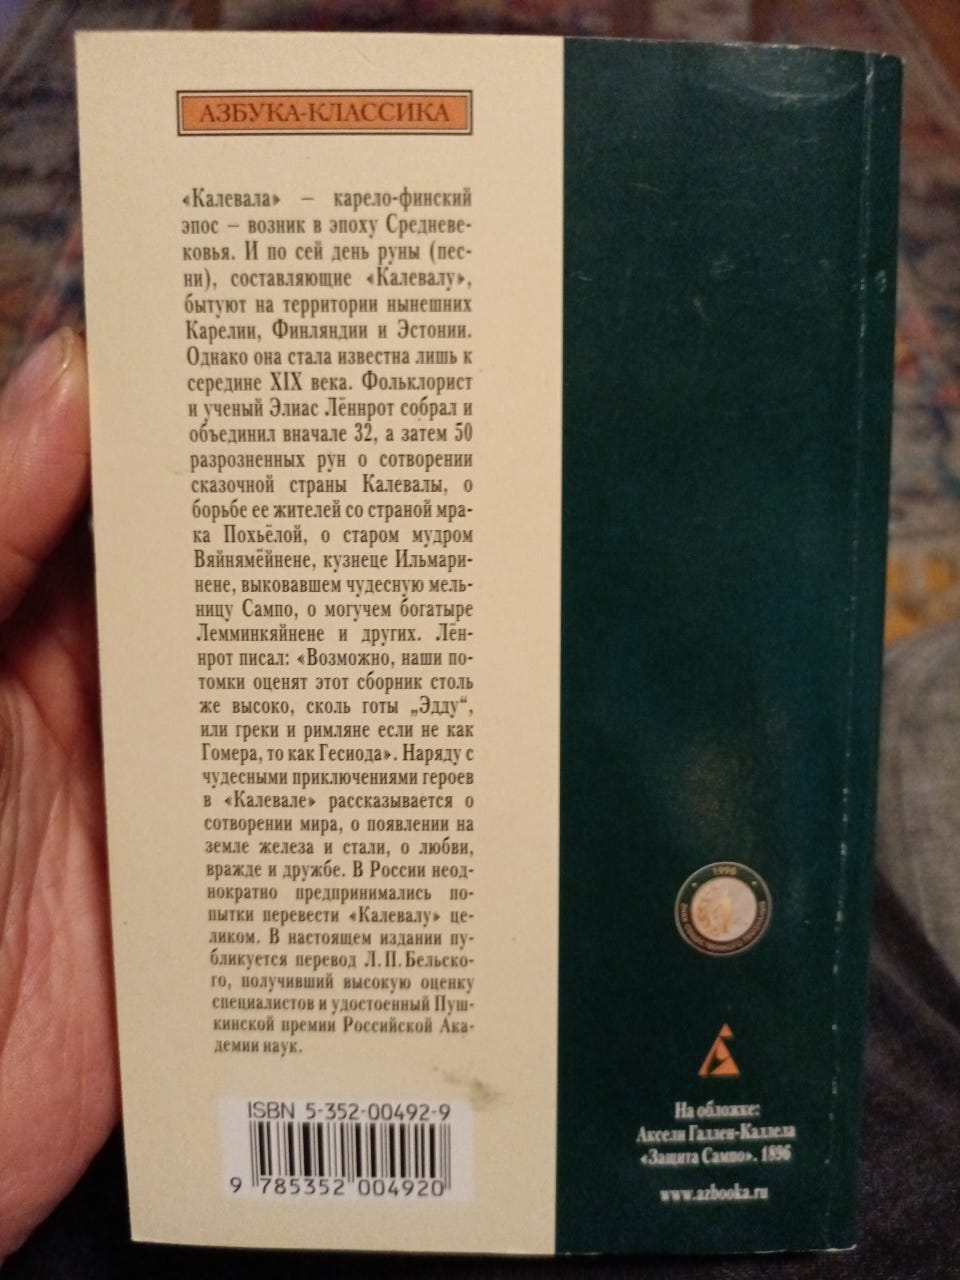 АЗБУКА-КЛАССИКА
«Калевала» – карело-финский
эпос – возник в эпоху Средневе-
ковья. И по сей день руны (пес-
ни), составляющие «Калевалу»,
бытуют на территории нынешних
Карелии, Финляндии и Эстонии.
Однако она стала известна лишь к
середине XIX века. Фольклорист
и ученый Элиас Лённрот собрал и
объединил вначале 32, а затем 50
разрозненных рун о сотворении
сказочной страны Калевалы, о
борьбе ее жителей со страной мра-
ка Похъёлой, о старом мудром
Вяйнямёйнене, кузнеце Ильмари-
нене, выковавшем чудесную мель-
ницу Сампо, о могучем богатыре
Лемминкяйнене и других. Лён-
нрот писал: «Возможно, наши по-
томки оценят этот сборник столь
же высоко, сколь готы „Эдду“,
или греки и римляне если не как
Гомера, то как Гесиода». Наряду с
чудесными приключениями героев
в «Калевале» рассказывается о
сотворении мира, о появлении на
земле железа и стали, о любви,
вражде и дружбе. В России неод-
нократно предпринимались по-
пытки перевести «Калевалу» це-
ликом. В настоящем издании пу-
бликуется перевод Л.П.Бельско-
го, получивший высокую оценку
специалистов и удостоенный Пуш-
кинской премии Российской Ака-
демии наук.
ISBN 5-352-00492-9
9 785352 004920
1996
На обложке:
Аксели Галлен-Каллела
«Защита Сампо». 1896
www.azbooka.ru